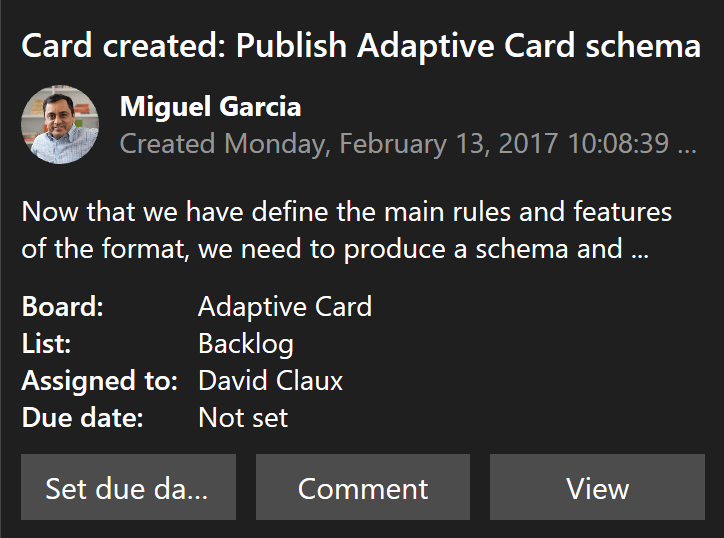 Card created: Publish Adaptive Card schema
Miguel Garcia
Created Monday, February 13, 2017 10:08:39 ...
Now that we have define the main rules and features
of the format, we need to produce a schema and ...
Board: Adaptive Card
List: Backlog
Assigned to: David Claux
Due date: Not set
Set due da... Comment View